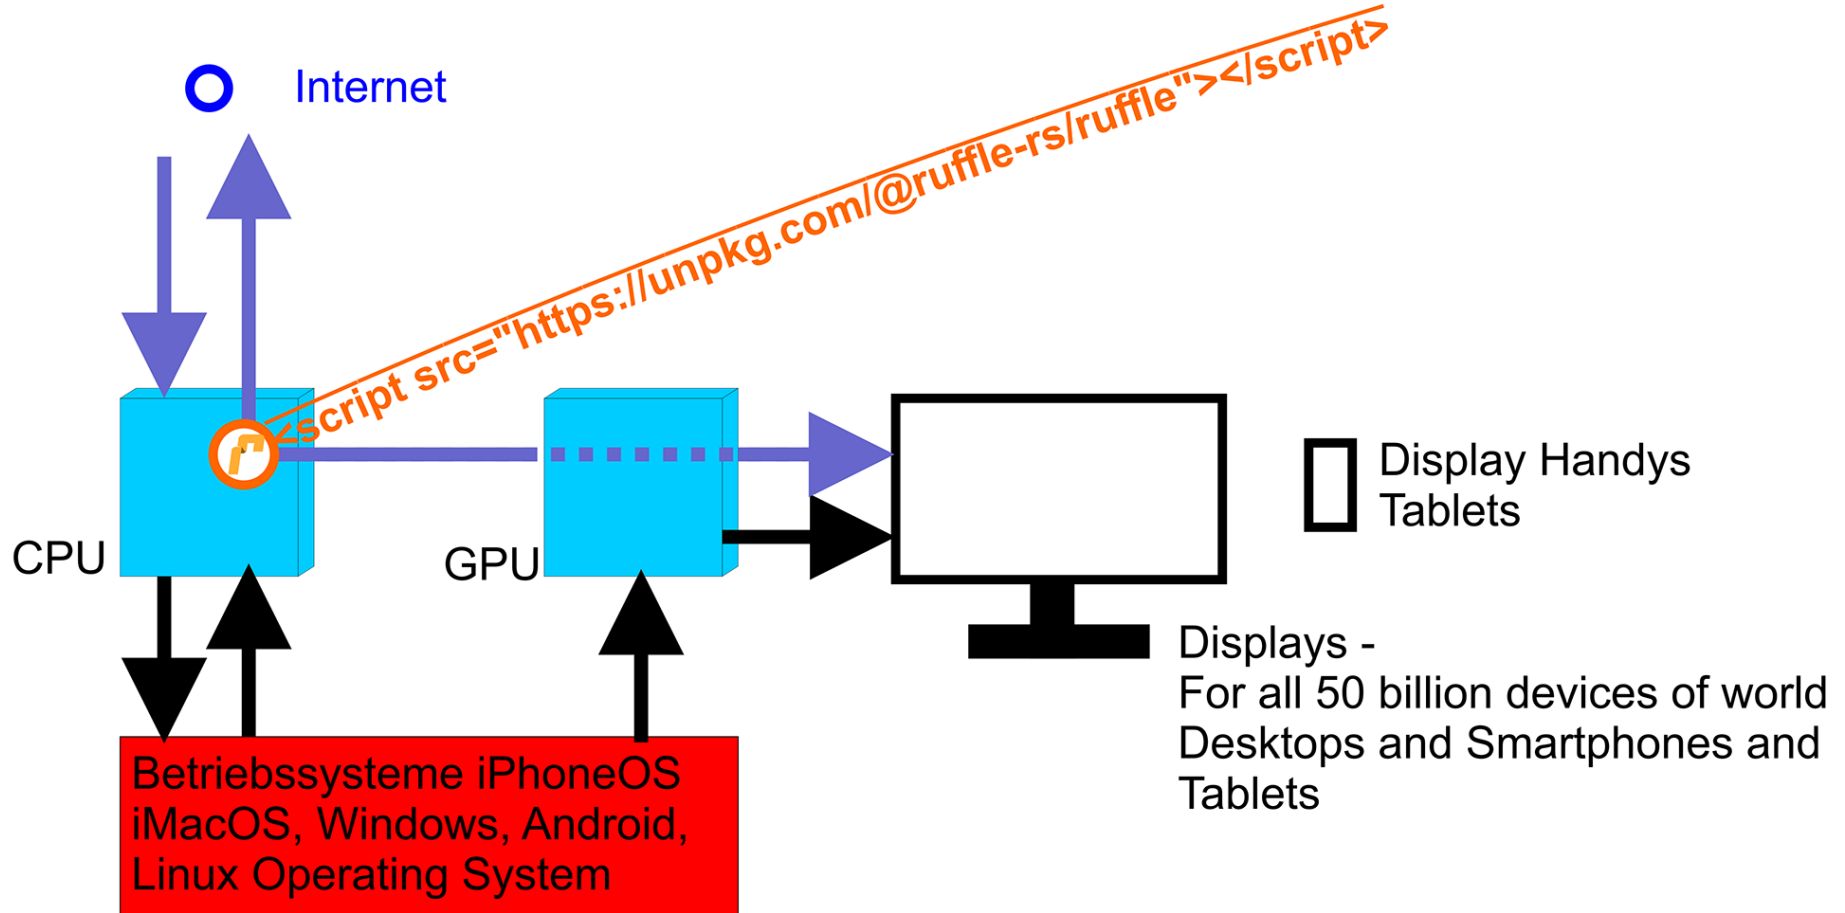 Internet
<script src="https://unpkg.com/@ruffle-rs/ruffle"></script>
CPU
GPU
Display Handys
Tablets
Displays -
For all 50 billion devices of world
Desktops and Smartphones and
Tablets
Betriebssysteme iPhoneOS
iMacOS, Windows, Android,
Linux Operating System